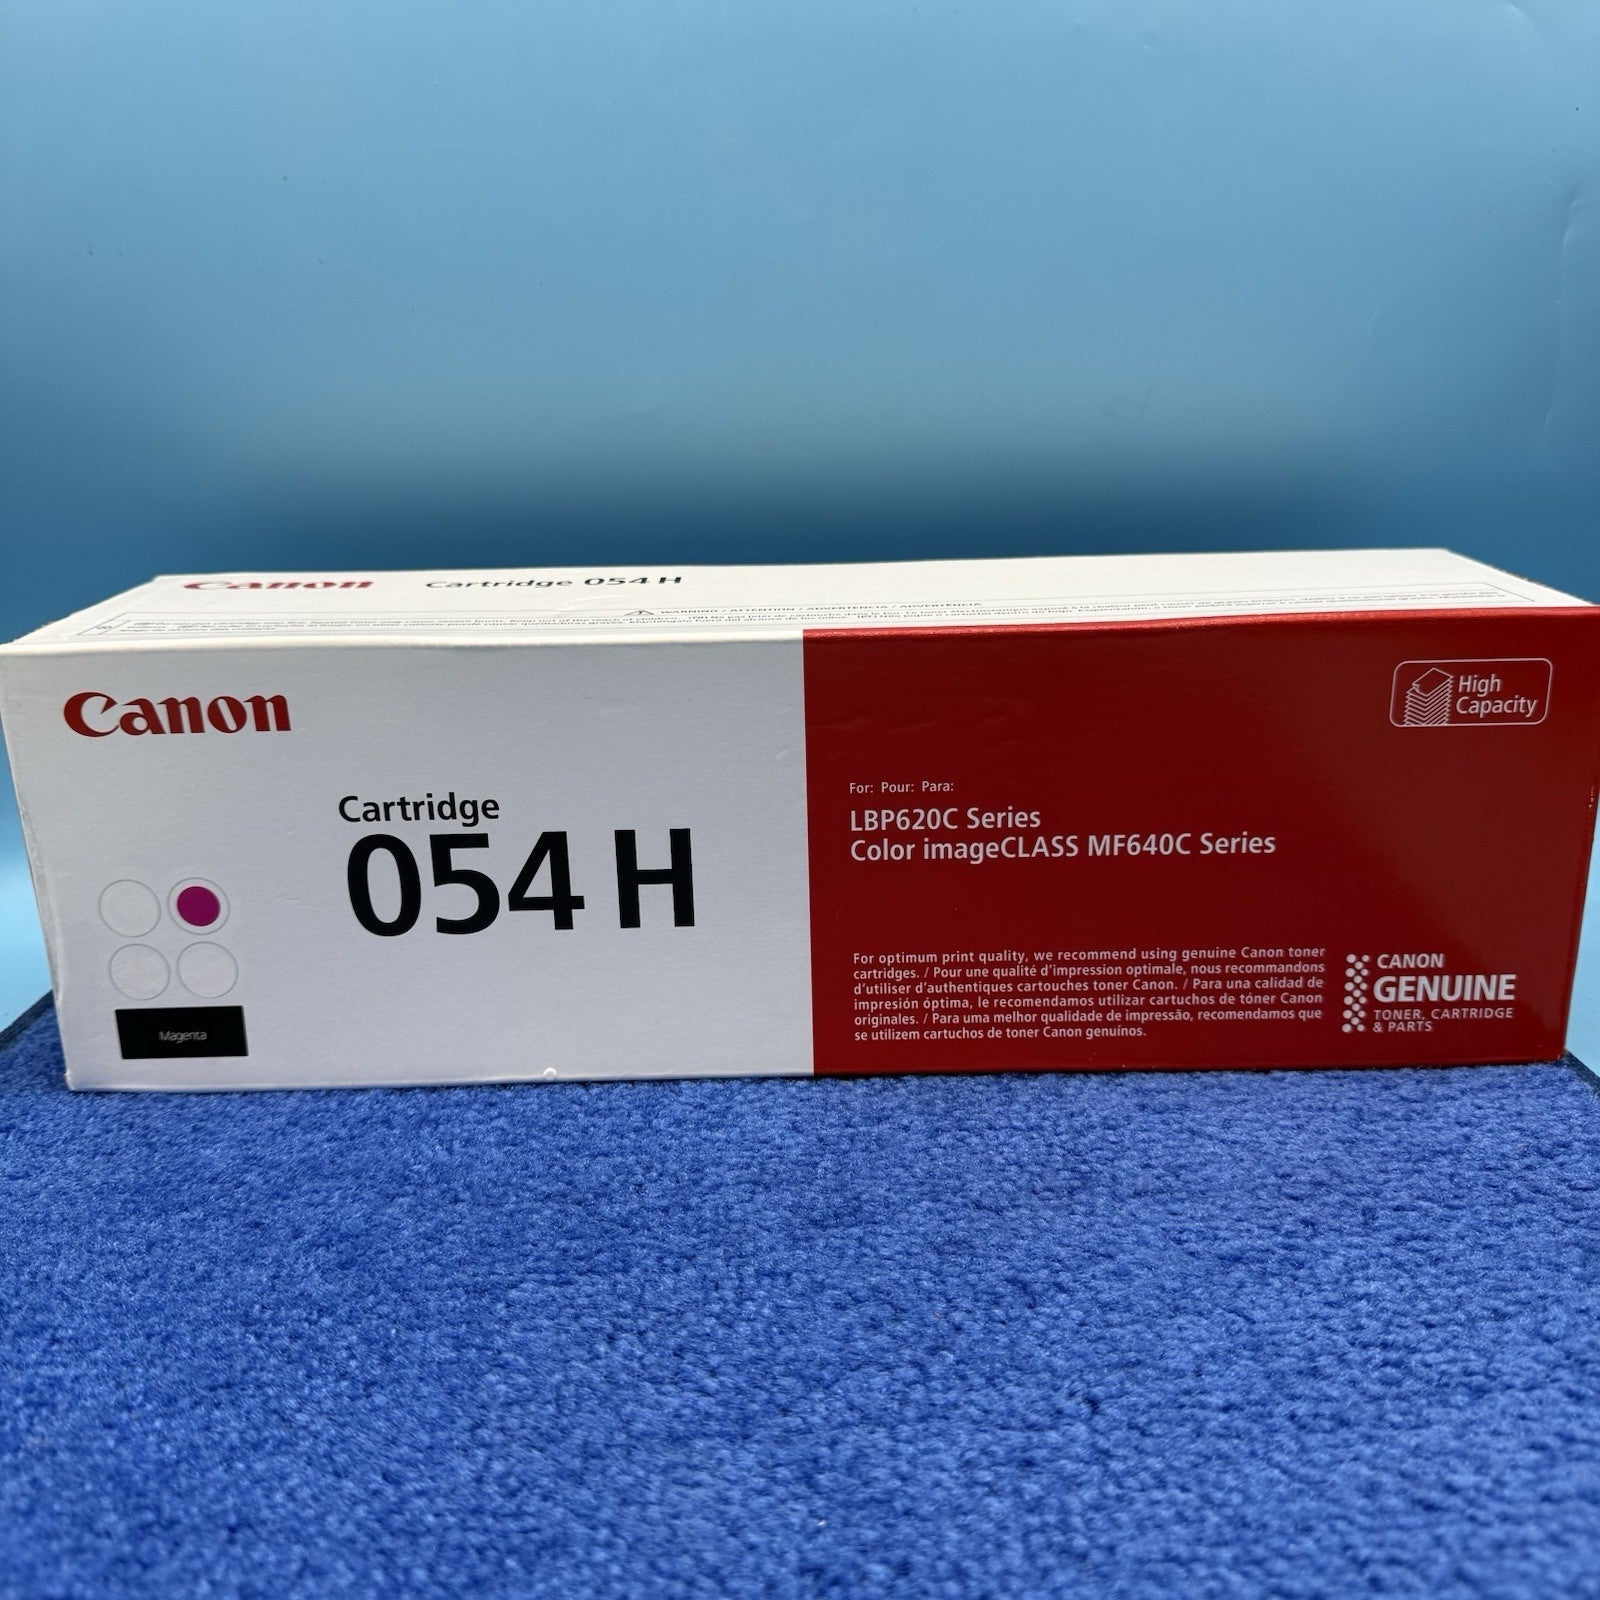 Canon Cartridge 054 H
WARNING / ATTENTION / ADVERTENCIA / ADVERTÊNCIA
Canon
High
Capacity
Cartridge
054 H
Magenta
For: Pour: Para:
LBP620C Series
Color imageCLASS MF640C Series
For optimum print quality, we recommend using genuine Canon toner
cartridges. / Pour une qualité d'impression optimale, nous recommandons
d'utiliser d'authentiques cartouches toner Canon. / Para una calidad de
impresión óptima, le recomendamos utilizar cartuchos de tóner Canon
originales. / Para uma melhor qualidade de impressão, recomendamos que
se utilizem cartuchos de toner Canon genuínos.
CANON
GENUINE
TONER, CARTRIDGE
& PARTS